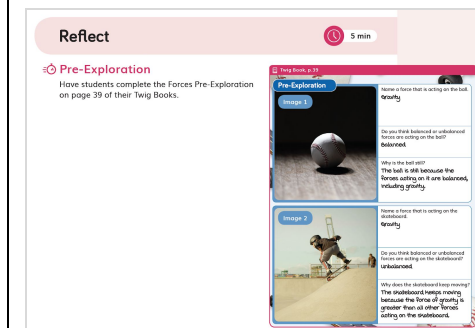 Reflect
5 min
Pre-Exploration
Have students complete the Forces Pre-Exploration
on page 39 of their Twig Books.
Twig Book, p.39
Pre-Exploration
Image 1
Name a force that is acting on the ball.
Gravity
Do you think balanced or unbalanced
forces are acting on the ball?
Balanced
Why is the ball still?
The ball is still because the
forces acting on it are balanced,
including gravity.
Image 2
Name a force that is acting on the
skateboard.
Gravity
Do you think balanced or unbalanced
forces are acting on the skateboard?
Unbalanced
Why does the skateboard keep moving?
The skateboard keeps moving
because the force of gravity is
greater than all other forces
acting on the skateboard.